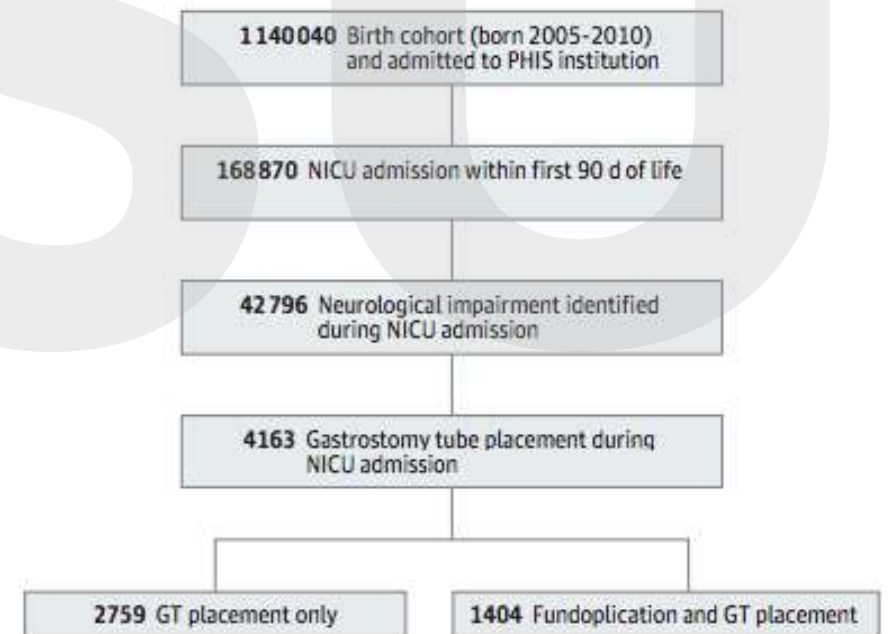 1140040 Birth cohort (born 2005-2010)
and admitted to PHIS institution
168870 NICU admission within first 90 d of life
42796 Neurological impairment identified
during NICU admission
4163 Gastrostomy tube placement during
NICU admission
2759 GT placement only
1404 Fundoplication and GT placement